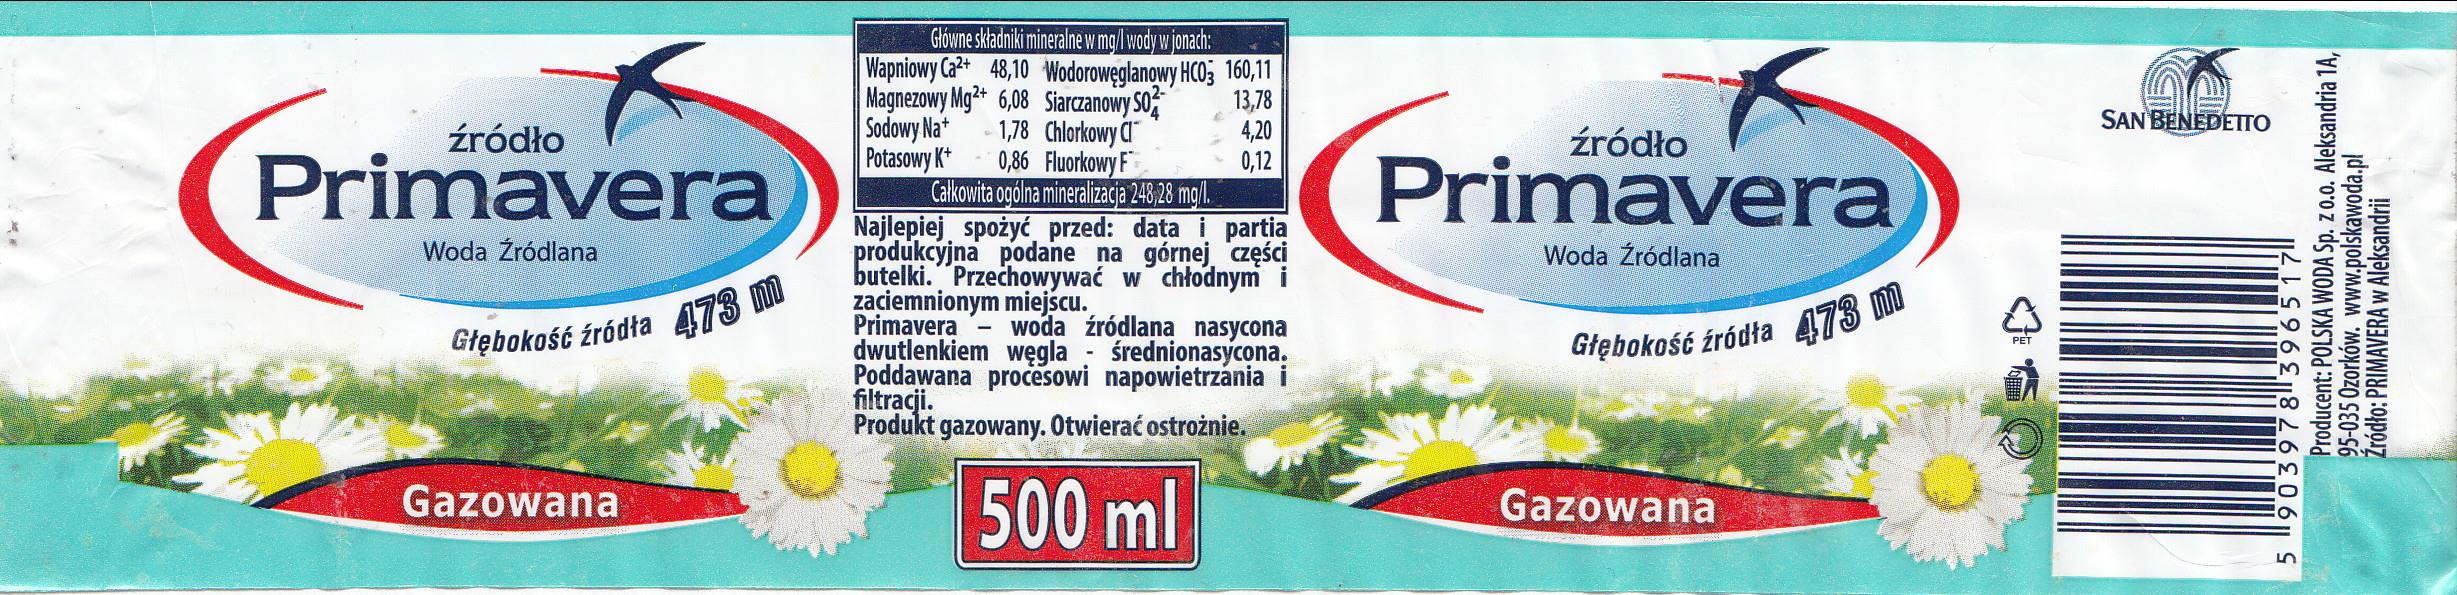 źródło
Primavera
Woda Źródlana
Głębokość źródła 473 m
Gazowana
Główne składniki mineralne w mg/l wody w jonach:
Wapniowy Ca²⁺ 48,10 Wodorowęglanowy HCO₃⁻ 160,11
Magnezowy Mg²⁺ 6,08 Siarczanowy SO₄²⁻ 13,78
Sodowy Na⁺ 1,78 Chlorkowy Cl⁻ 4,20
Potasowy K⁺ 0,86 Fluorkowy F⁻ 0,12
Całkowita ogólna mineralizacja 248,28 mg/l.
Najlepiej spożyć przed: data i partia
produkcyjna podane na górnej części
butelki. Przechowywać w chłodnym i
zaciemnionym miejscu.
Primavera – woda źródlana nasycona
dwutlenkiem węgla - średnionasycona.
Poddawana procesowi napowietrzania i
filtracji.
Produkt gazowany. Otwierać ostrożnie.
500 ml
źródło
Primavera
Woda Źródlana
Głębokość źródła 473 m
Gazowana
PET
SAN BENEDETTO
5 903978 396517
Producent: POLSKA WODA Sp. z o.o. Aleksandria 1A,
95-035 Ozorków. www.polskawoda.pl
Źródło: PRIMAVERA w Aleksandrii